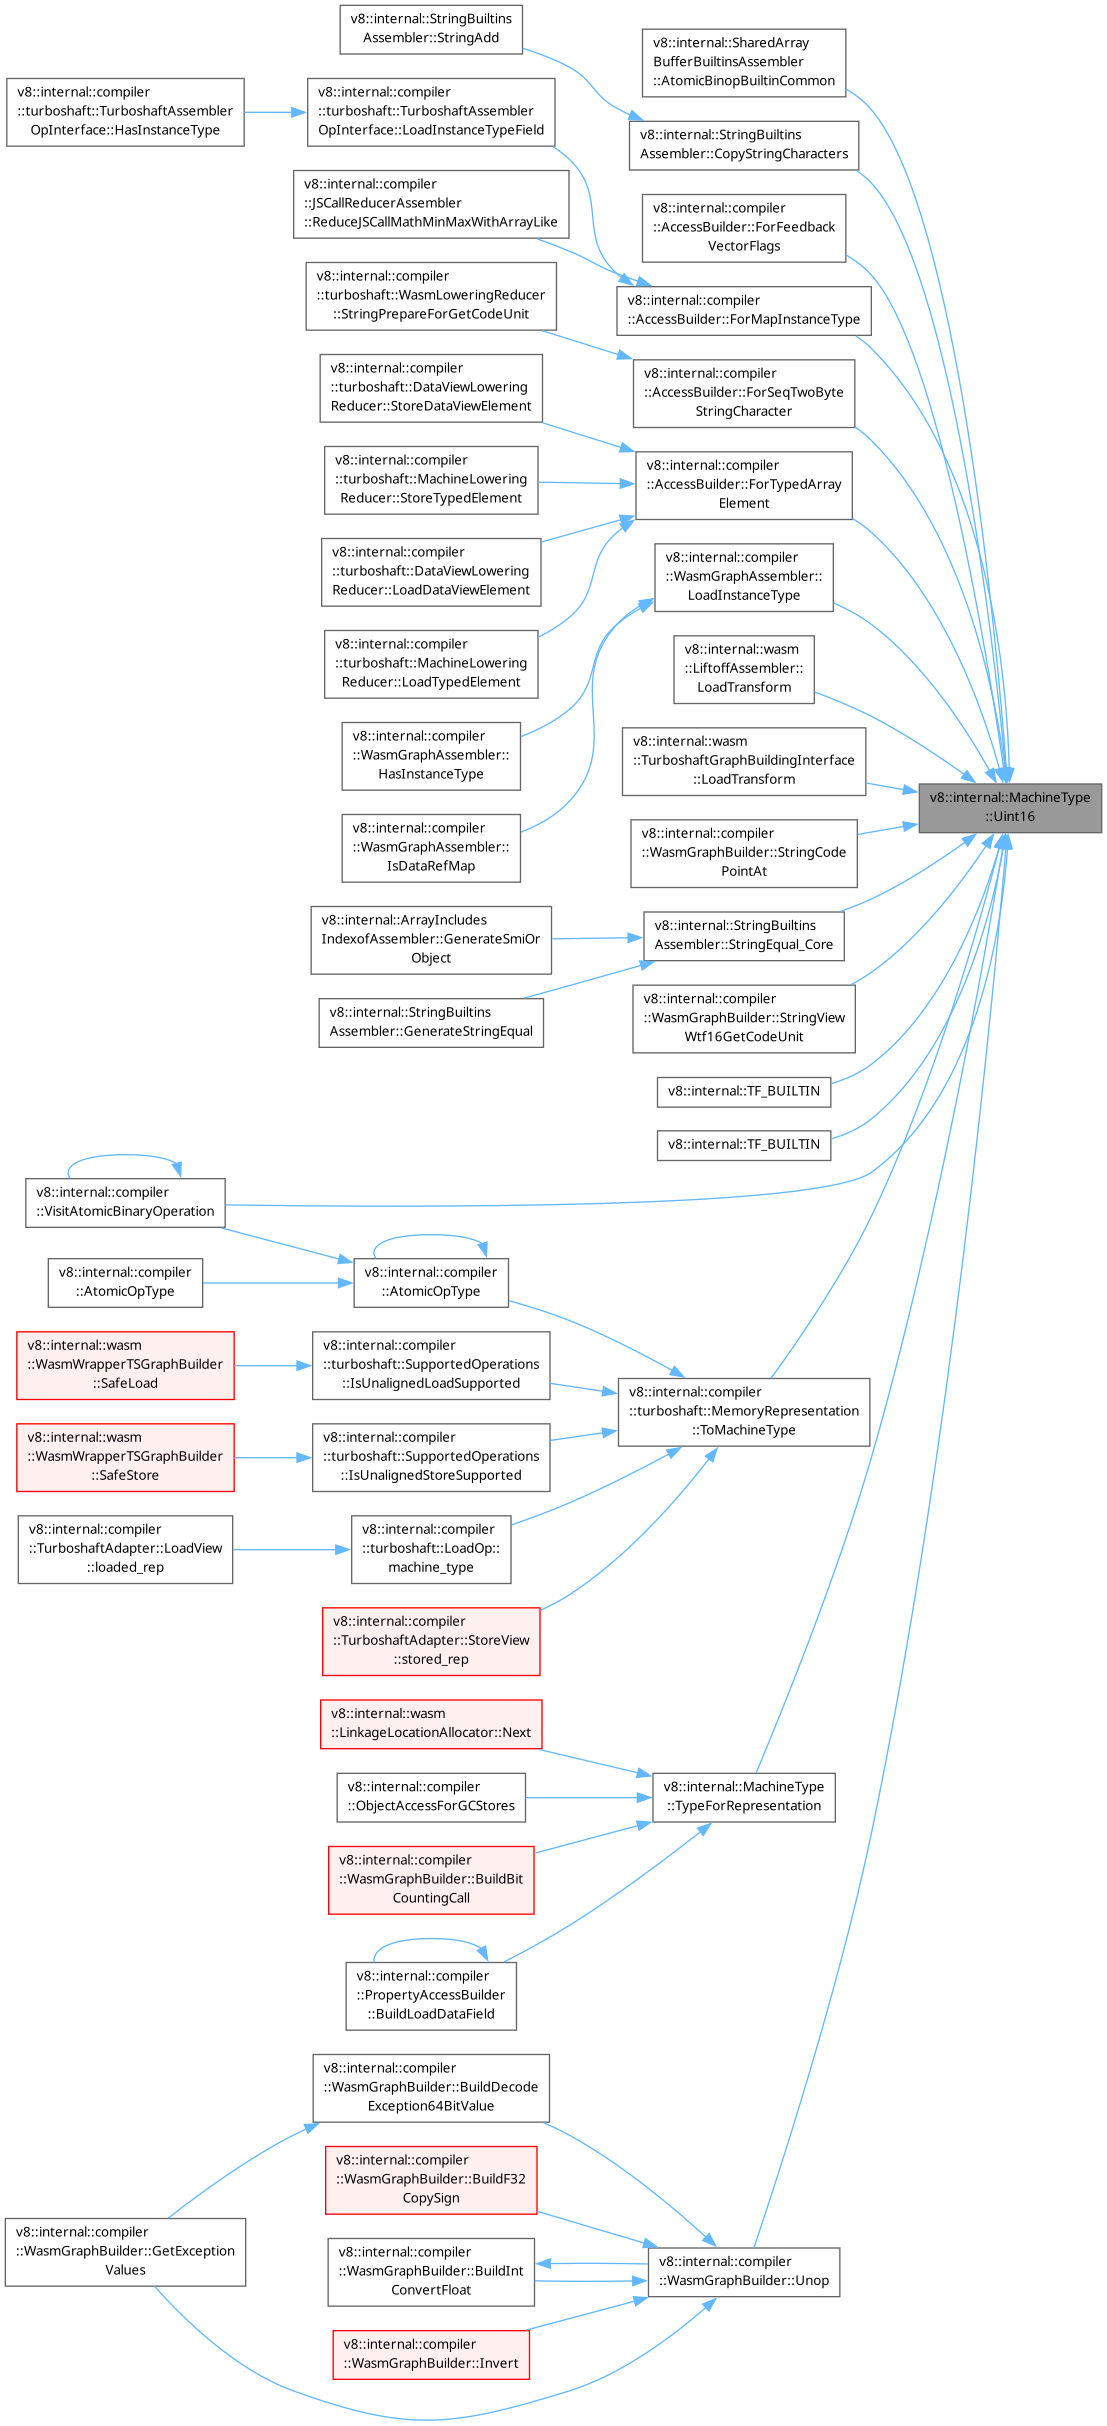 v8::internal::StringBuiltins
Assembler::StringAdd
v8::internal::SharedArray
BufferBuiltinsAssembler
::AtomicBinopBuiltinCommon
v8::internal::compiler
::turboshaft::TurboshaftAssembler
OpInterface::HasInstanceType
v8::internal::compiler
::turboshaft::TurboshaftAssembler
OpInterface::LoadInstanceTypeField
v8::internal::StringBuiltins
Assembler::CopyStringCharacters
v8::internal::compiler
::JSCallReducerAssembler
::ReduceJSCallMathMinMaxWithArrayLike
v8::internal::compiler
::AccessBuilder::ForFeedback
VectorFlags
v8::internal::compiler
::turboshaft::WasmLoweringReducer
::StringPrepareForGetCodeUnit
v8::internal::compiler
::AccessBuilder::ForMapInstanceType
v8::internal::compiler
::turboshaft::DataViewLowering
Reducer::StoreDataViewElement
v8::internal::compiler
::AccessBuilder::ForSeqTwoByte
StringCharacter
v8::internal::compiler
::turboshaft::MachineLowering
Reducer::StoreTypedElement
v8::internal::compiler
::AccessBuilder::ForTypedArray
Element
v8::internal::compiler
::turboshaft::DataViewLowering
Reducer::LoadDataViewElement
v8::internal::compiler
::WasmGraphAssembler::
LoadInstanceType
v8::internal::compiler
::turboshaft::MachineLowering
Reducer::LoadTypedElement
v8::internal::wasm
::LiftoffAssembler::
LoadTransform
v8::internal::compiler
::WasmGraphAssembler::
HasInstanceType
v8::internal::wasm
::TurboshaftGraphBuildingInterface
::LoadTransform
v8::internal::MachineType
::Uint16
v8::internal::compiler
::WasmGraphAssembler::
IsDataRefMap
v8::internal::compiler
::WasmGraphBuilder::StringCode
PointAt
v8::internal::ArrayIncludes
IndexofAssembler::GenerateSmiOr
Object
v8::internal::StringBuiltins
Assembler::StringEqual_Core
v8::internal::StringBuiltins
Assembler::GenerateStringEqual
v8::internal::compiler
::WasmGraphBuilder::StringView
Wtf16GetCodeUnit
v8::internal::TF_BUILTIN
v8::internal::TF_BUILTIN
v8::internal::compiler
::VisitAtomicBinaryOperation
v8::internal::compiler
::AtomicOpType
v8::internal::compiler
::AtomicOpType
v8::internal::wasm
::WasmWrapperTSGraphBuilder
::SafeLoad
v8::internal::compiler
::turboshaft::SupportedOperations
::IsUnalignedLoadSupported
v8::internal::compiler
::turboshaft::MemoryRepresentation
::ToMachineType
v8::internal::wasm
::WasmWrapperTSGraphBuilder
::SafeStore
v8::internal::compiler
::turboshaft::SupportedOperations
::IsUnalignedStoreSupported
v8::internal::compiler
::TurboshaftAdapter::LoadView
::loaded_rep
v8::internal::compiler
::turboshaft::LoadOp::
machine_type
v8::internal::compiler
::TurboshaftAdapter::StoreView
::stored_rep
v8::internal::wasm
::LinkageLocationAllocator::Next
v8::internal::compiler
::ObjectAccessForGCStores
v8::internal::MachineType
::TypeForRepresentation
v8::internal::compiler
::WasmGraphBuilder::BuildBit
CountingCall
v8::internal::compiler
::PropertyAccessBuilder
::BuildLoadDataField
v8::internal::compiler
::WasmGraphBuilder::BuildDecode
Exception64BitValue
v8::internal::compiler
::WasmGraphBuilder::BuildF32
CopySign
v8::internal::compiler
::WasmGraphBuilder::GetException
Values
v8::internal::compiler
::WasmGraphBuilder::BuildInt
ConvertFloat
v8::internal::compiler
::WasmGraphBuilder::Unop
v8::internal::compiler
::WasmGraphBuilder::Invert